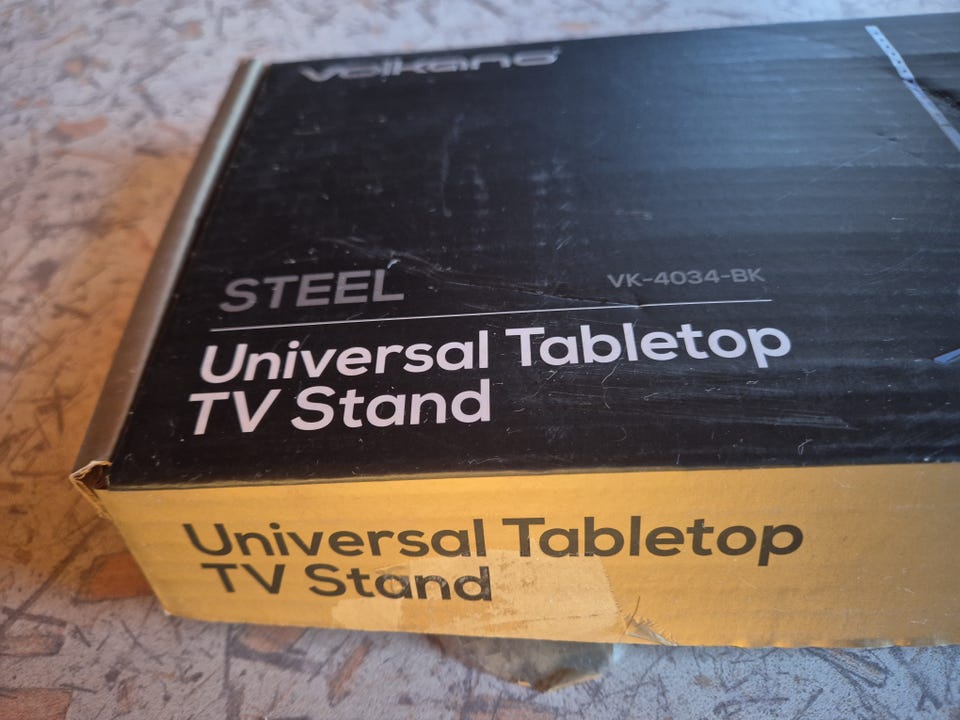 volkano
STEEL
VK-4034-BK
Universal Tabletop
TV Stand
Universal Tabletop
TV Stand